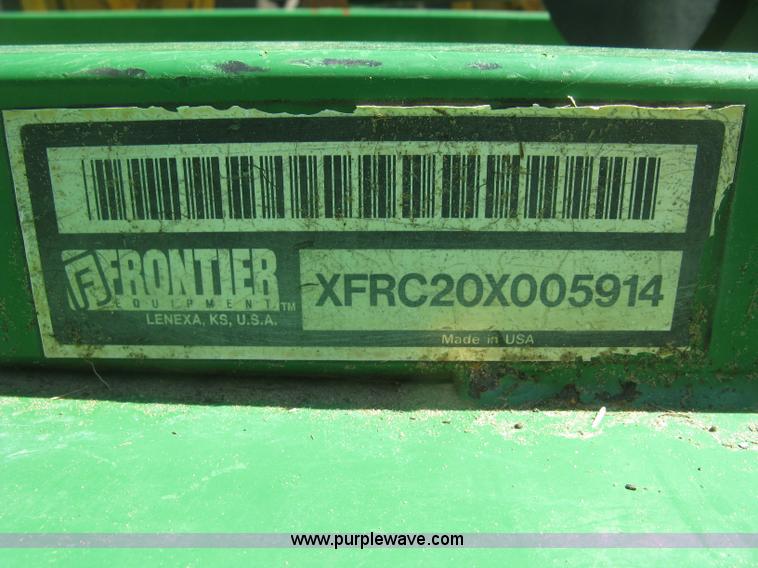 FRONTIER
EQUIPMENT™
LENEXA, KS, U.S.A.
XFRC20X005914
Made in USA
www.purplewave.com